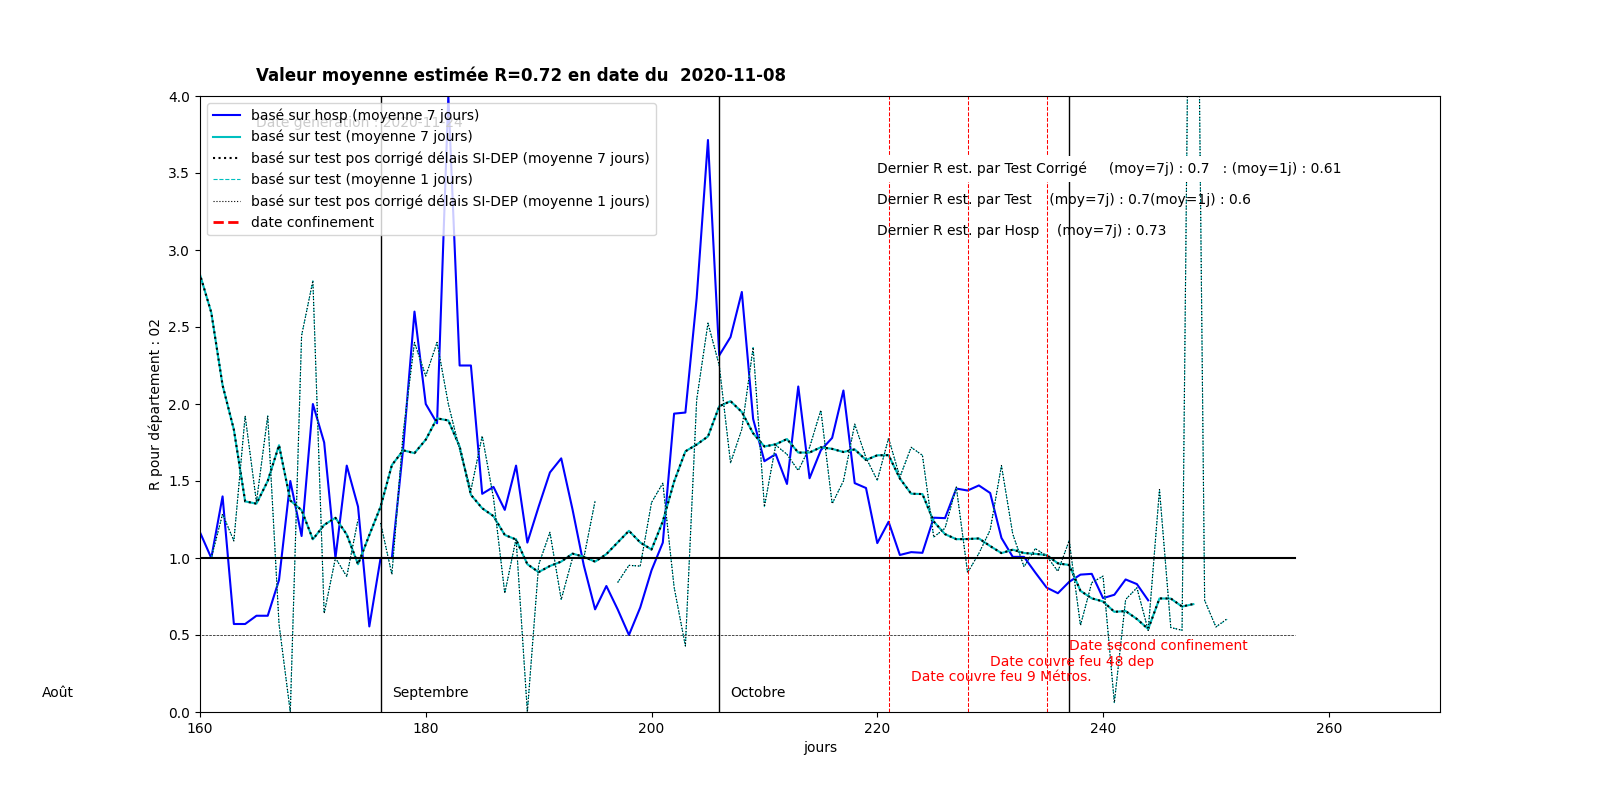 Valeur moyenne estimée R=0.72 en date du  2020-11-08
basé sur hosp (moyenne 7 jours)
basé sur test (moyenne 7 jours)
basé sur test pos corrigé délais SI-DEP (moyenne 7 jours)
basé sur test (moyenne 1 jours)
basé sur test pos corrigé délais SI-DEP (moyenne 1 jours)
date confinement
Dernier R est. par Test Corrigé (moy=7j) : 0.7 : (moy=1j) : 0.61
Dernier R est. par Test (moy=7j) : 0.7(moy=1j) : 0.6
Dernier R est. par Hosp (moy=7j) : 0.73
4.0
3.5
3.0
2.5
2.0
1.5
1.0
0.5
0.0
R pour département : 02
Date second confinement
Date couvre feu 48 dep
Date couvre feu 9 Métros.
Août
Septembre
Octobre
160
180
200
220
240
260
jours